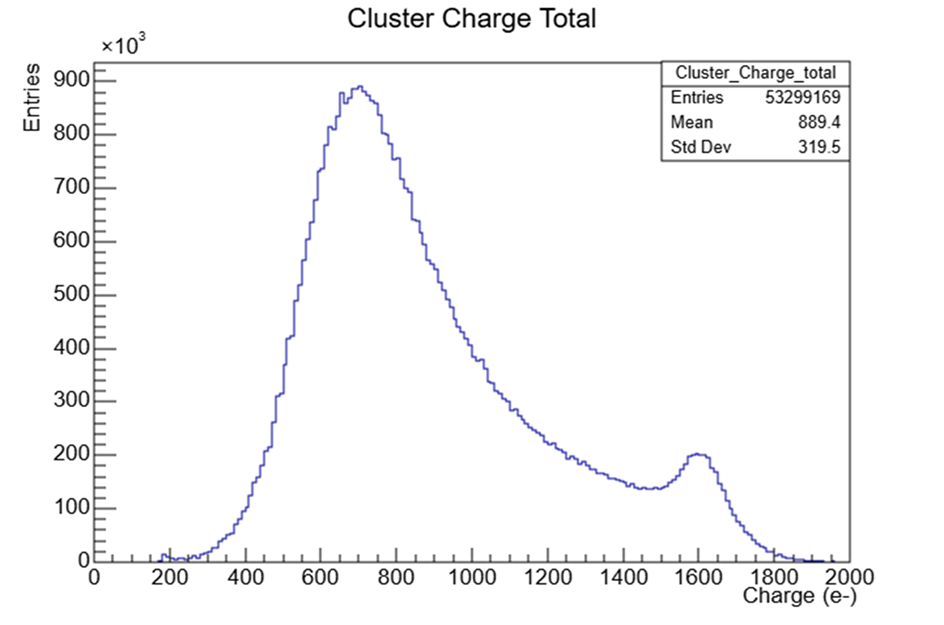 Cluster Charge Total
×10³
Entries
900
800
700
600
500
400
300
200
100
0
Cluster_Charge_total
Entries 53299169
Mean 889.4
Std Dev 319.5
0 200 400 600 800 1000 1200 1400 1600 1800 2000
Charge (e-)